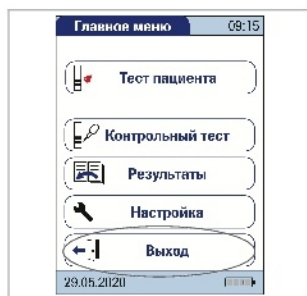 Главное меню 09:15
Тест пациента
Контрольный тест
Результаты
Настройка
Выход
29.05.2020